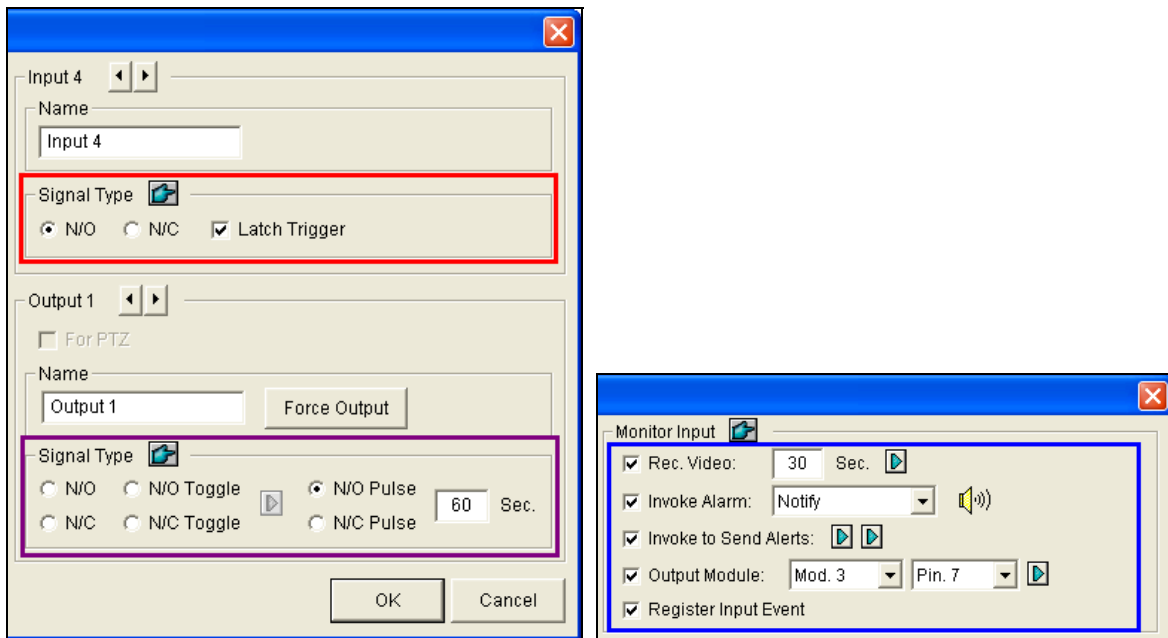 Input 4
Name
Input 4
Signal Type
N/O N/C Latch Trigger
Output 1
For PTZ
Name
Output 1 Force Output
Signal Type
N/O N/O Toggle N/O Pulse
60 Sec.
N/C N/C Toggle N/C Pulse
OK Cancel
Monitor Input
Rec. Video: 30 Sec.
Invoke Alarm: Notify
Invoke to Send Alerts:
Output Module: Mod. 3 Pin. 7
Register Input Event